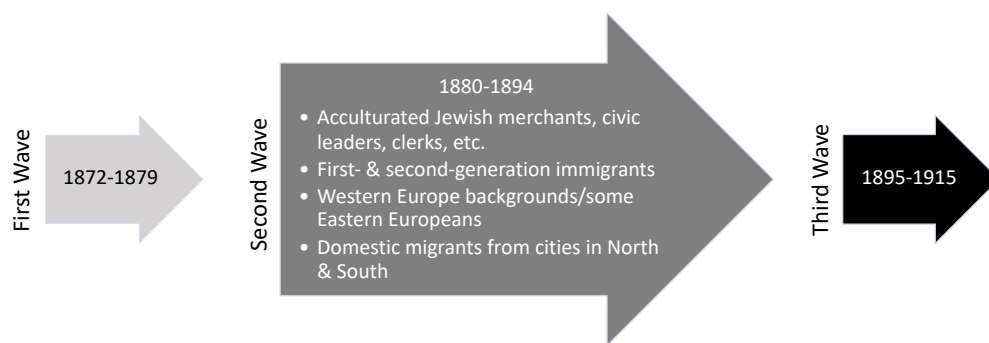 First Wave
1872-1879
Second Wave
1880-1894
• Acculturated Jewish merchants, civic
leaders, clerks, etc.
• First- & second-generation immigrants
• Western Europe backgrounds/some
Eastern Europeans
• Domestic migrants from cities in North
& South
Third Wave
1895-1915